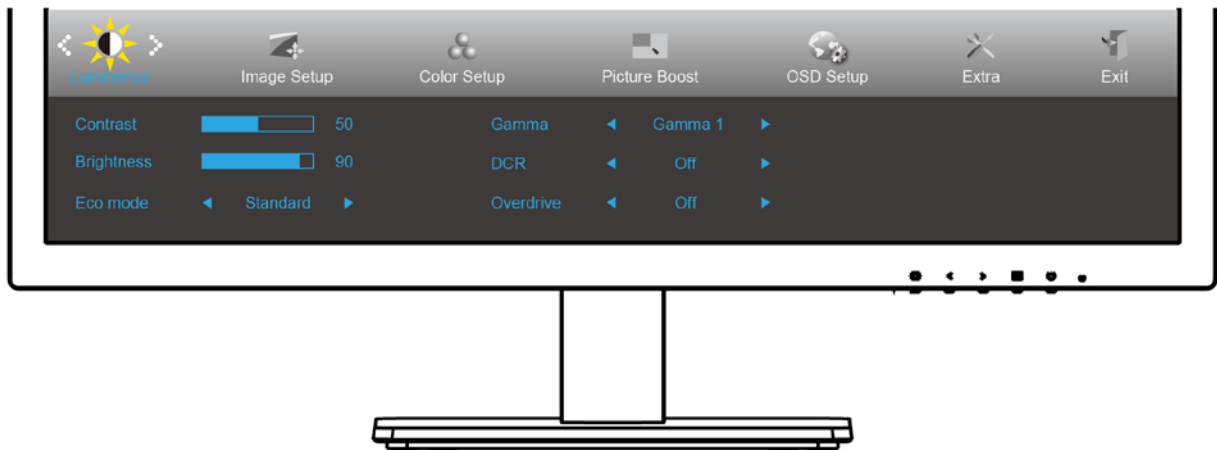 Luminance Image Setup Color Setup Picture Boost OSD Setup Extra Exit
Contrast 50 Gamma Gamma 1
Brightness 90 DCR Off
Eco mode Standard Overdrive Off